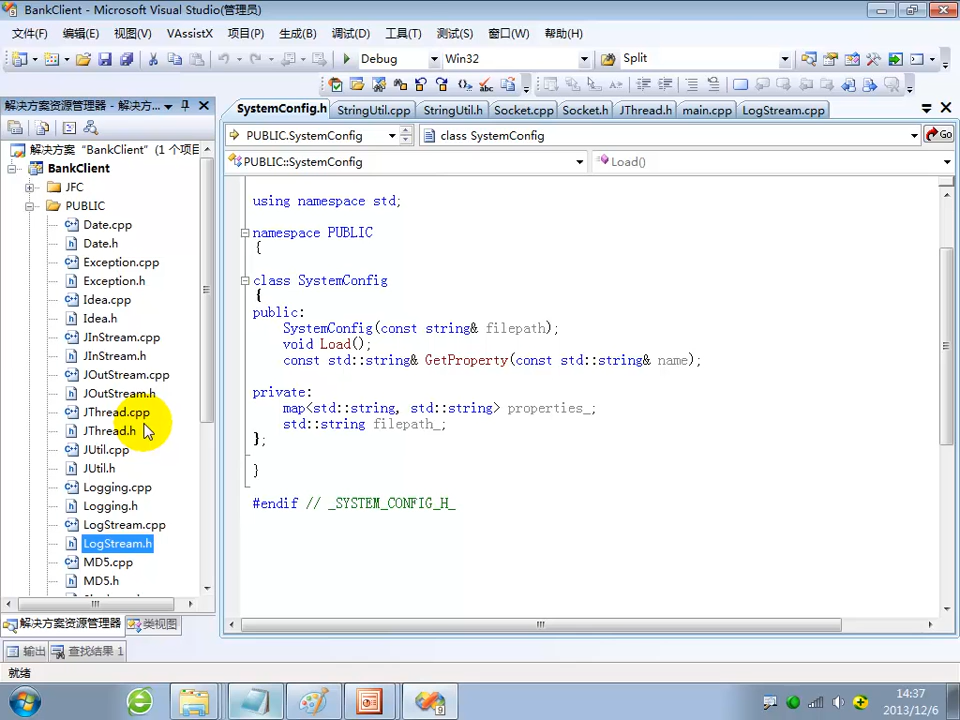 BankClient - Microsoft Visual Studio(管理员)
文件(F) 编辑(E) 视图(V) VAssistX 项目(P) 生成(B) 调试(D) 工具(T) 测试(S) 窗口(W) 帮助(H)
Debug Win32 Split
解决方案资源管理器 - 解决方...
SystemConfig.h StringUtil.cpp StringUtil.h Socket.cpp Socket.h JThread.h main.cpp LogStream.cpp
PUBLIC.SystemConfig class SystemConfig Go
PUBLIC::SystemConfig Load()
解决方案 "BankClient" (1 个项目
BankClient
JFC
PUBLIC
Date.cpp
Date.h
Exception.cpp
Exception.h
Idea.cpp
Idea.h
JInStream.cpp
JInStream.h
JOutStream.cpp
JOutStream.h
JThread.cpp
JThread.h
JUtil.cpp
JUtil.h
Logging.cpp
Logging.h
LogStream.cpp
LogStream.h
MD5.cpp
MD5.h
using namespace std;
namespace PUBLIC
{
class SystemConfig
{
public:
SystemConfig(const string& filepath);
void Load();
const std::string& GetProperty(const std::string& name);
private:
map<std::string, std::string> properties_;
std::string filepath_;
};
}
#endif // _SYSTEM_CONFIG_H_
解决方案资源管理器 类视图
输出 查找结果 1
就绪
14:37
2013/12/6